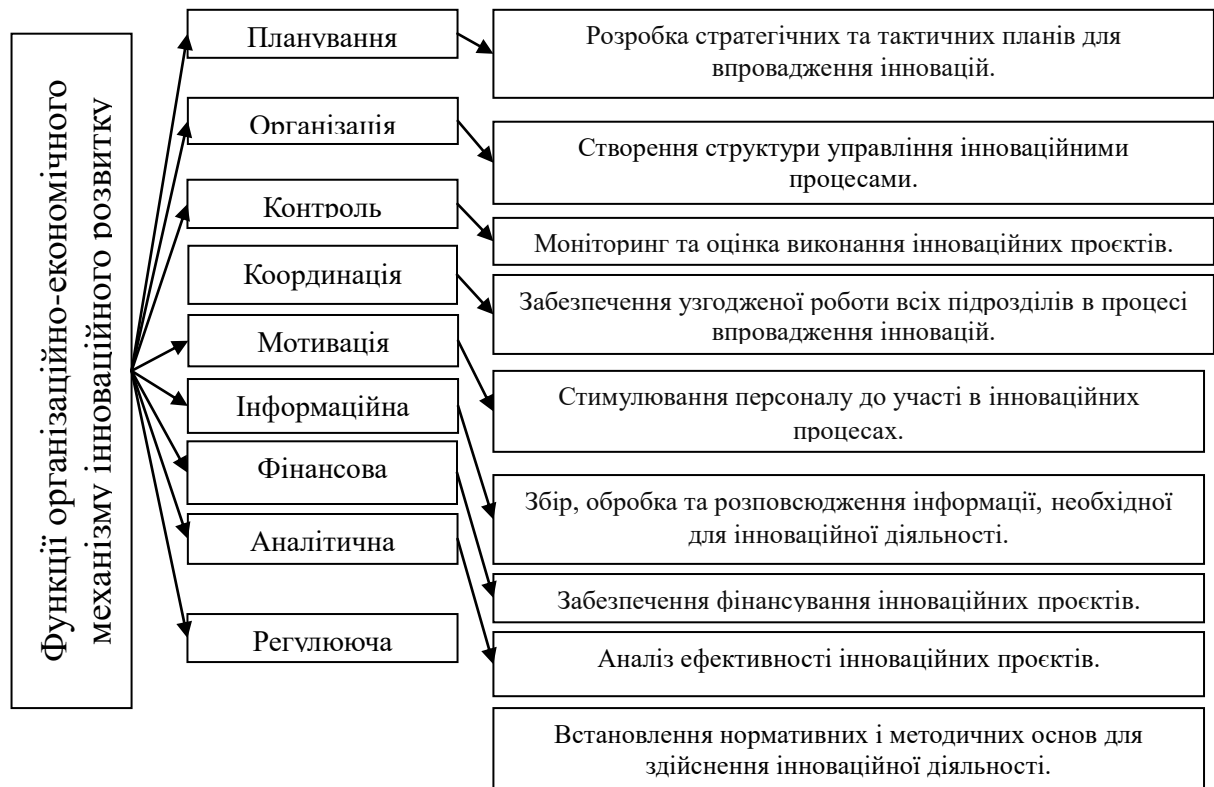 Функції організаційно-економічного
механізму інноваційного розвитку
Планування
Розробка стратегічних та тактичних планів для
впровадження інновацій.
Організація
Створення структури управління інноваційними
процесами.
Контроль
Моніторинг та оцінка виконання інноваційних проєктів.
Координація
Забезпечення узгодженої роботи всіх підрозділів в процесі
впровадження інновацій.
Мотивація
Стимулювання персоналу до участі в інноваційних
процесах.
Інформаційна
Збір, обробка та розповсюдження інформації, необхідної
для інноваційної діяльності.
Фінансова
Забезпечення фінансування інноваційних проєктів.
Аналітична
Аналіз ефективності інноваційних проєктів.
Регулююча
Встановлення нормативних і методичних основ для
здійснення інноваційної діяльності.